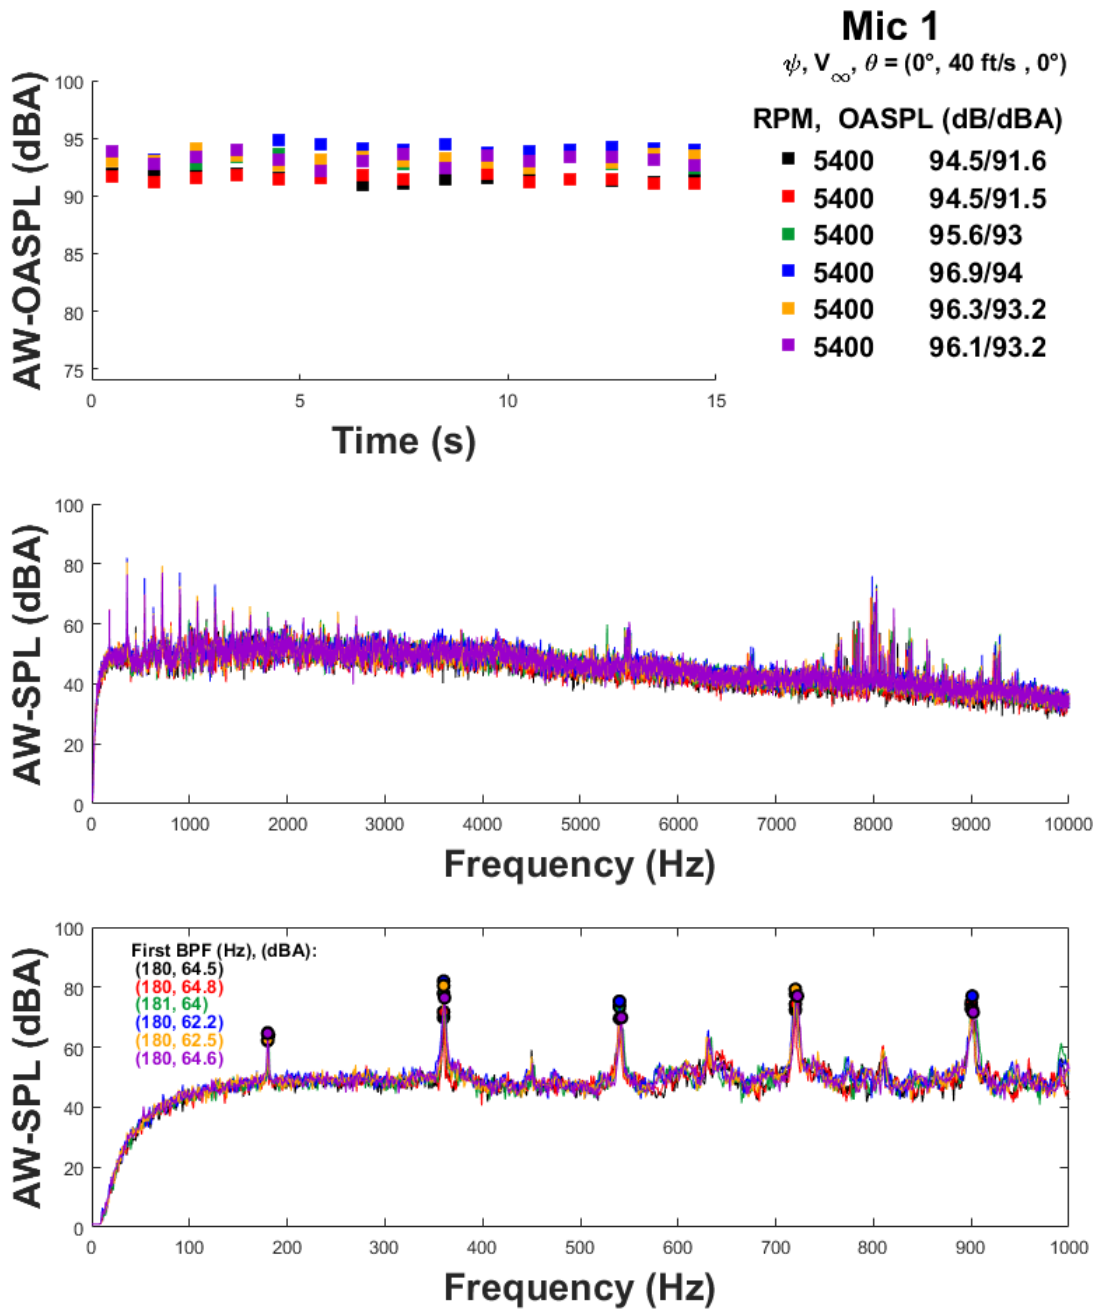 Mic 1
ψ, V∞, θ = (0°, 40 ft/s , 0°)
RPM, OASPL (dB/dBA)
5400 94.5/91.6
5400 94.5/91.5
5400 95.6/93
5400 96.9/94
5400 96.3/93.2
5400 96.1/93.2
AW-OASPL (dBA)
100
95
90
85
80
75
0 5 10 15
Time (s)
AW-SPL (dBA)
100
80
60
40
20
0
0 1000 2000 3000 4000 5000 6000 7000 8000 9000 10000
Frequency (Hz)
AW-SPL (dBA)
100
80
60
40
20
0
First BPF (Hz), (dBA):
(180, 64.5)
(180, 64.8)
(181, 64)
(180, 62.2)
(180, 62.5)
(180, 64.6)
0 100 200 300 400 500 600 700 800 900 1000
Frequency (Hz)